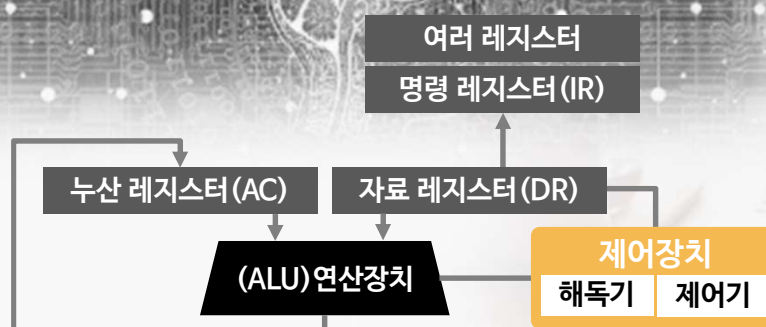 여러 레지스터
명령 레지스터(IR)
누산 레지스터(AC)
자료 레지스터(DR)
(ALU)연산장치
제어장치
해독기
제어기